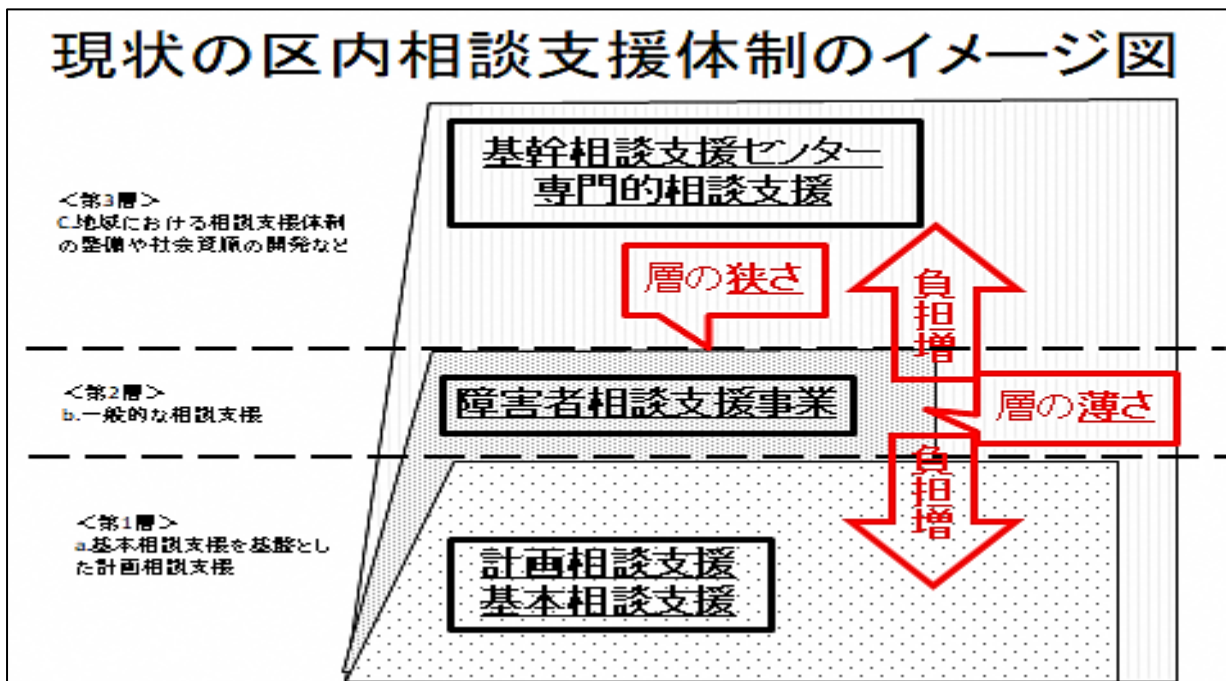 現状の区内相談支援体制のイメージ図
基幹相談支援センター
専門的相談支援
＜第3層＞
C.地域における相談支援体制
の整備や社会資源の開発など
層の狭さ
負担増
＜第2層＞
b.一般的な相談支援
障害者相談支援事業
層の薄さ
負担増
＜第1層＞
a.基本相談支援を基盤とし
た計画相談支援
計画相談支援
基本相談支援